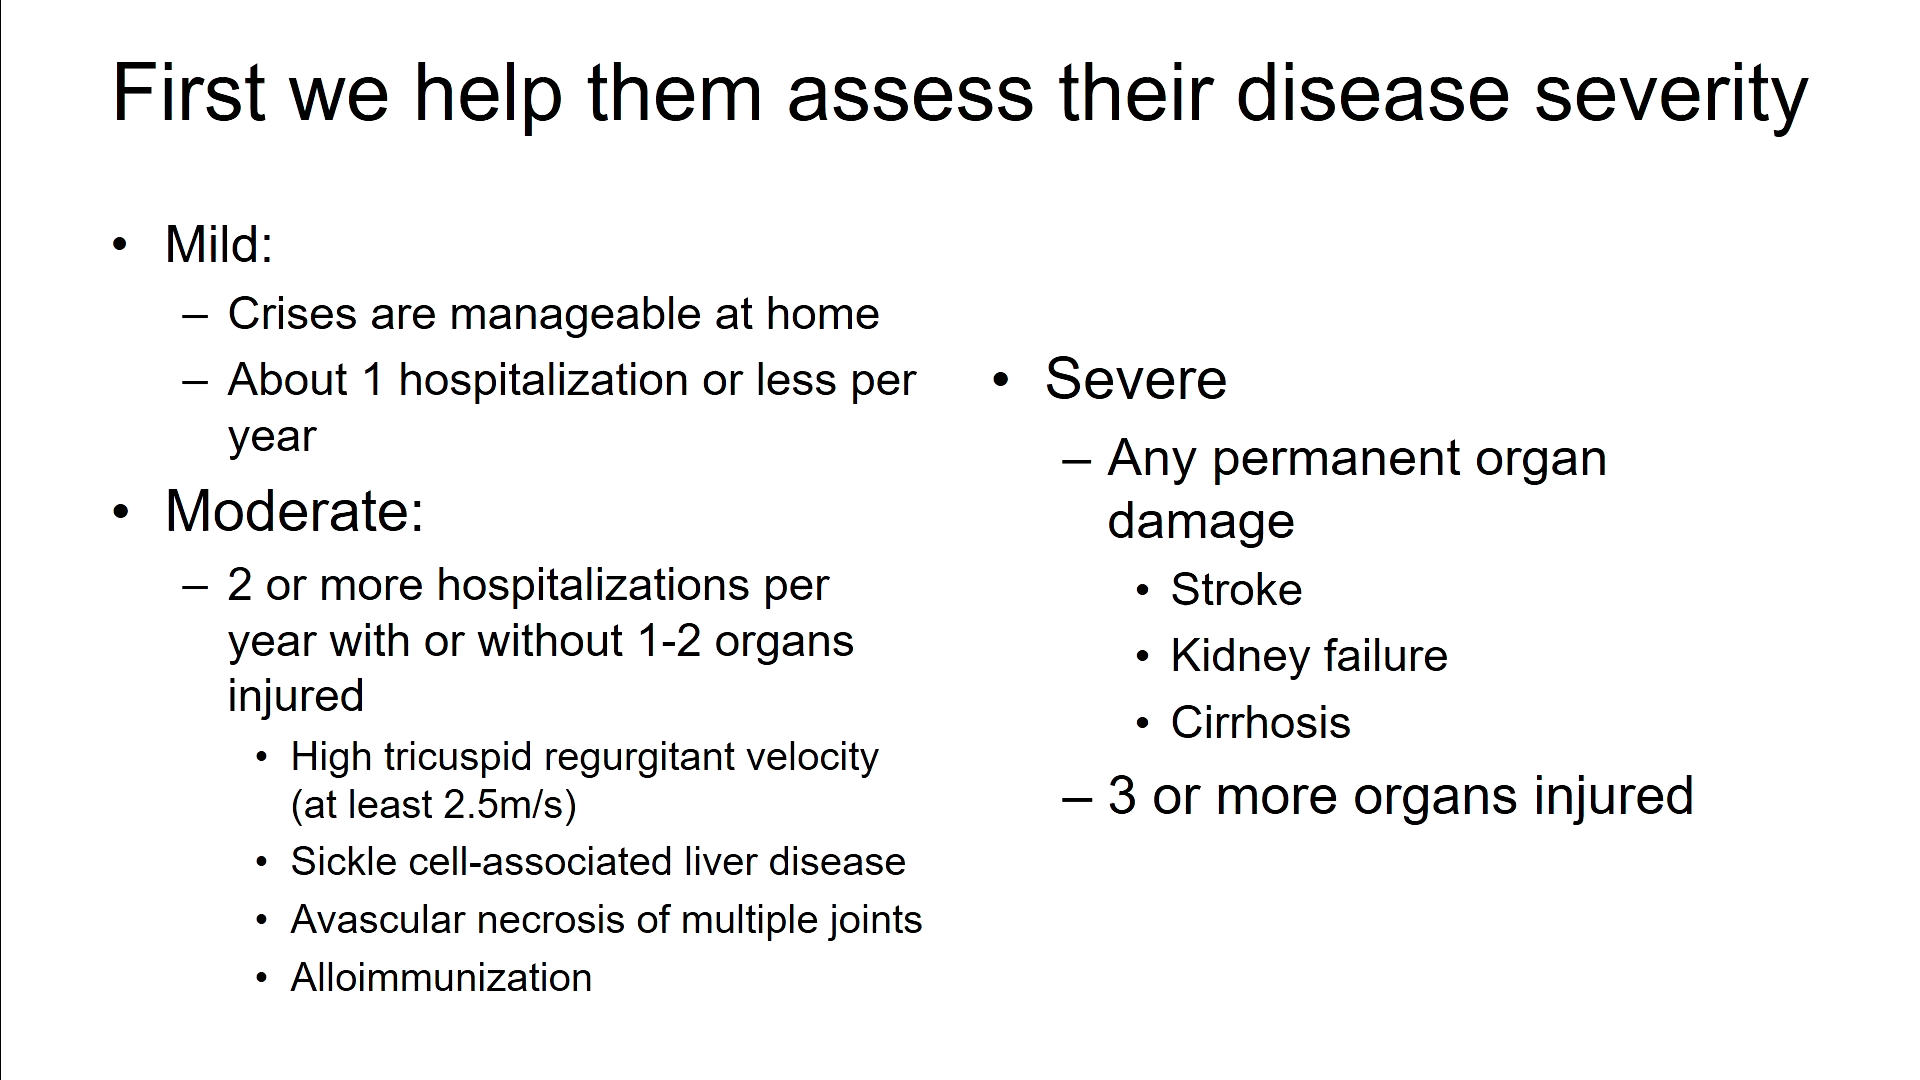 First we help them assess their disease severity
• Mild:
– Crises are manageable at home
– About 1 hospitalization or less per
year
• Moderate:
– 2 or more hospitalizations per
year with or without 1-2 organs
injured
• High tricuspid regurgitant velocity
(at least 2.5m/s)
• Sickle cell-associated liver disease
• Avascular necrosis of multiple joints
• Alloimmunization
• Severe
– Any permanent organ
damage
• Stroke
• Kidney failure
• Cirrhosis
– 3 or more organs injured